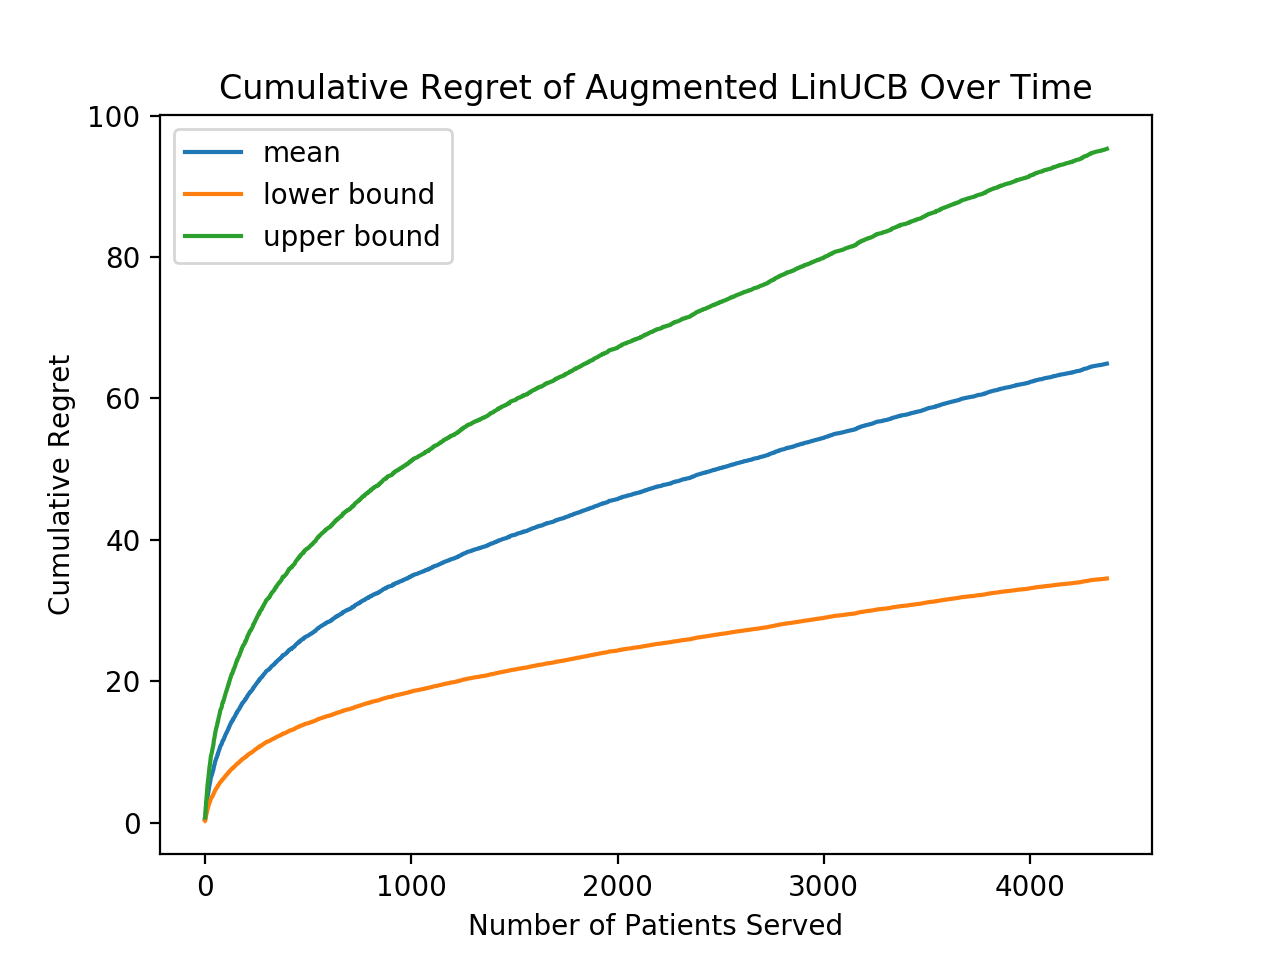 Cumulative Regret of Augmented LinUCB Over Time
100
80
60
40
20
0
Cumulative Regret
mean
lower bound
upper bound
0 1000 2000 3000 4000
Number of Patients Served